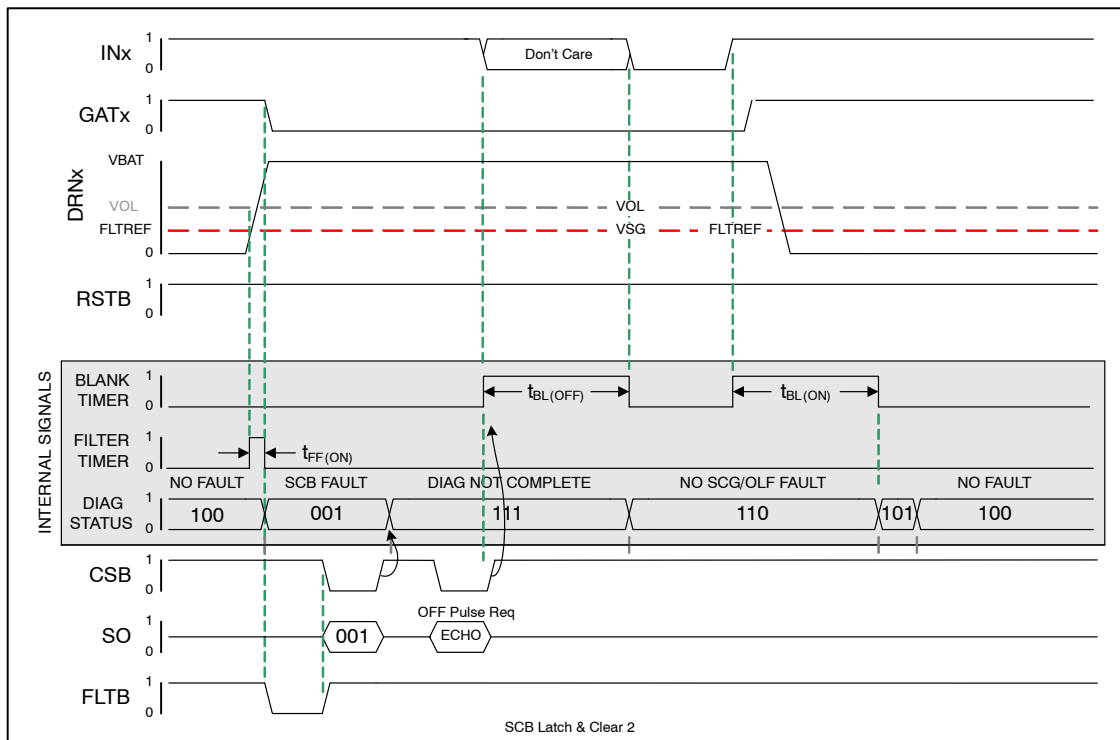 INx
1
0
Don't Care
GATx
1
0
DRNx
VBAT
VOL
VOL
FLTREF
VSG
FLTREF
0
RSTB
1
0
INTERNAL SIGNALS
BLANK TIMER
1
0
tBL(OFF)
tBL(ON)
FILTER TIMER
1
0
tFF(ON)
NO FAULT
SCB FAULT
DIAG NOT COMPLETE
NO SCG/OLF FAULT
NO FAULT
DIAG STATUS
1
0
100
001
111
110
101
100
CSB
1
0
OFF Pulse Req
SO
1
0
001
ECHO
FLTB
1
0
SCB Latch & Clear 2